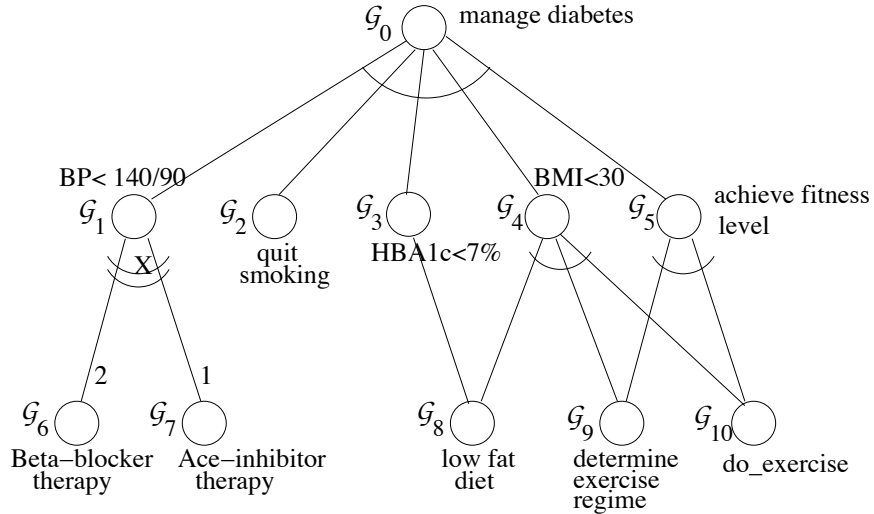 G0 manage diabetes
BP< 140/90
BMI<30
G1
G2
G3
G4
G5
achieve fitness
level
quit
smoking
HBA1c<7%
X
2
1
G6
G7
G8
G9
G10
Beta−blocker
therapy
Ace−inhibitor
therapy
low fat
diet
determine
exercise
regime
do_exercise